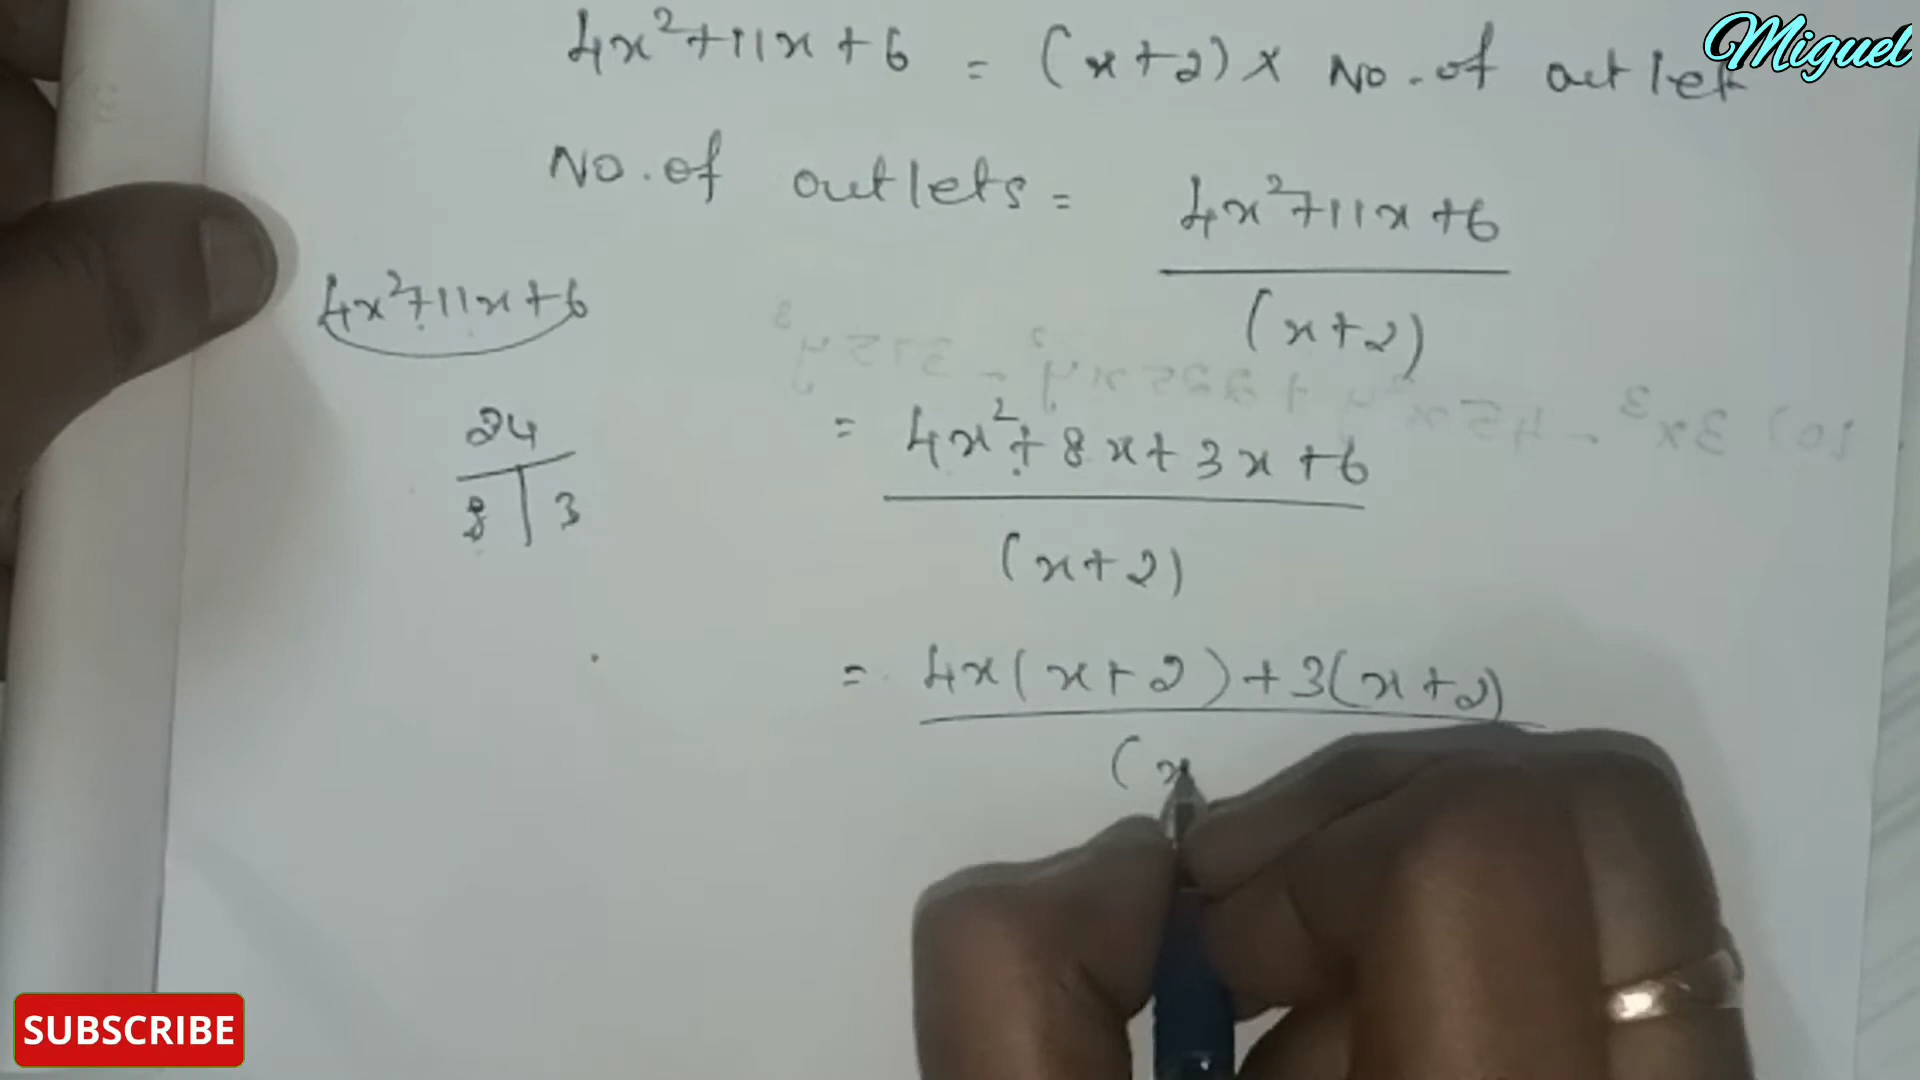 4x²+11x+6 = (x+2) x No. of outlet
Miguel
No. of outlets = 4x²+11x+6
(x+2)
4x²+11x+6
24
8 | 3
= 4x²+8x+3x+6
(x+2)
= 4x(x+2)+3(x+2)
(x
SUBSCRIBE